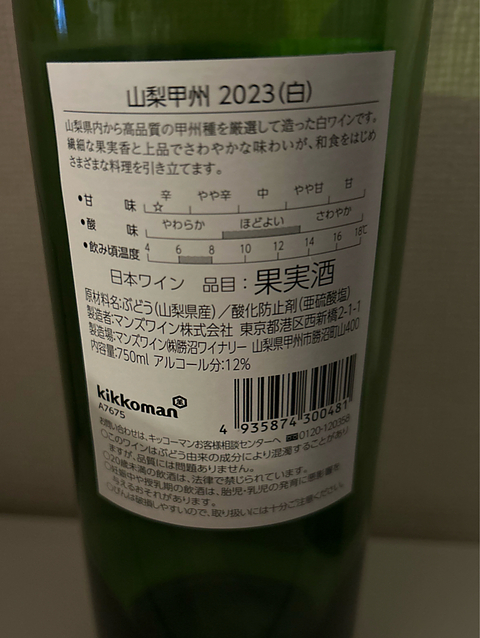 山梨甲州 2023(白)
山梨県内から高品質の甲州種を厳選して造った白ワインです。
繊細な果実香と上品でさわやかな味わいが、和食をはじめ
さまざまな料理を引き立てます。
辛 やや辛 中 やや甘 甘
•甘 味 ☆
•酸 味 やわらか ほどよい さわやか
•飲み頃温度 4 6 8 10 12 14 16 18℃
日本ワイン 品目:果実酒
原材料名:ぶどう(山梨県産)/酸化防止剤(亜硫酸塩)
製造者:マンズワイン株式会社 東京都港区西新橋2-1-1
製造場:マンズワイン㈱勝沼ワイナリー 山梨県甲州市勝沼町山400
内容量:750ml アルコール分:12%
kikkoman
A7675
4 935874 300481
お問い合わせは、キッコーマンお客様相談センターへ 0120-120358
○このワインはぶどう由来の成分により混濁することがあり
ますが、品質には問題ありません。
○20歳未満の飲酒は、法律で禁じられています。
○妊娠中や授乳期の飲酒は、胎児・乳児の発育に悪影響を
与えるおそれがあります。
○びんは破損しやすいので、取り扱いには十分ご注意ください。